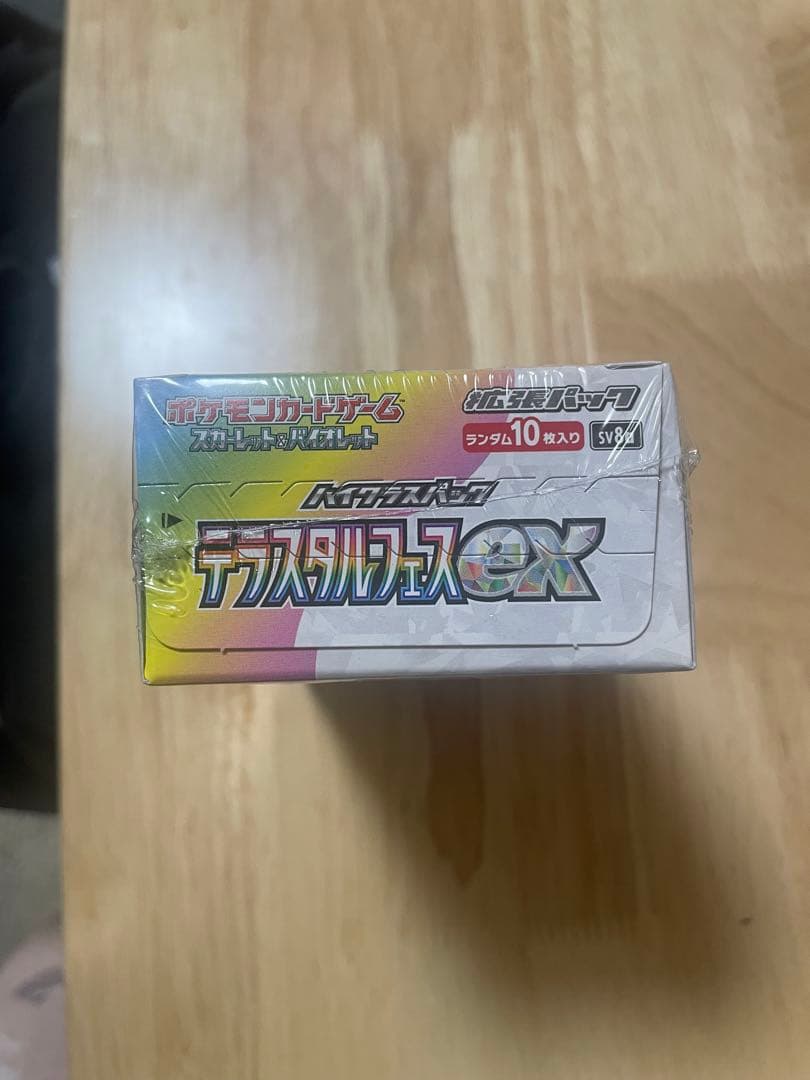 ポケモンカードゲーム 拡張パック
スカーレット&バイオレット ランダム10枚入り SV8a
ハイクラスパック
テラスタルフェスex